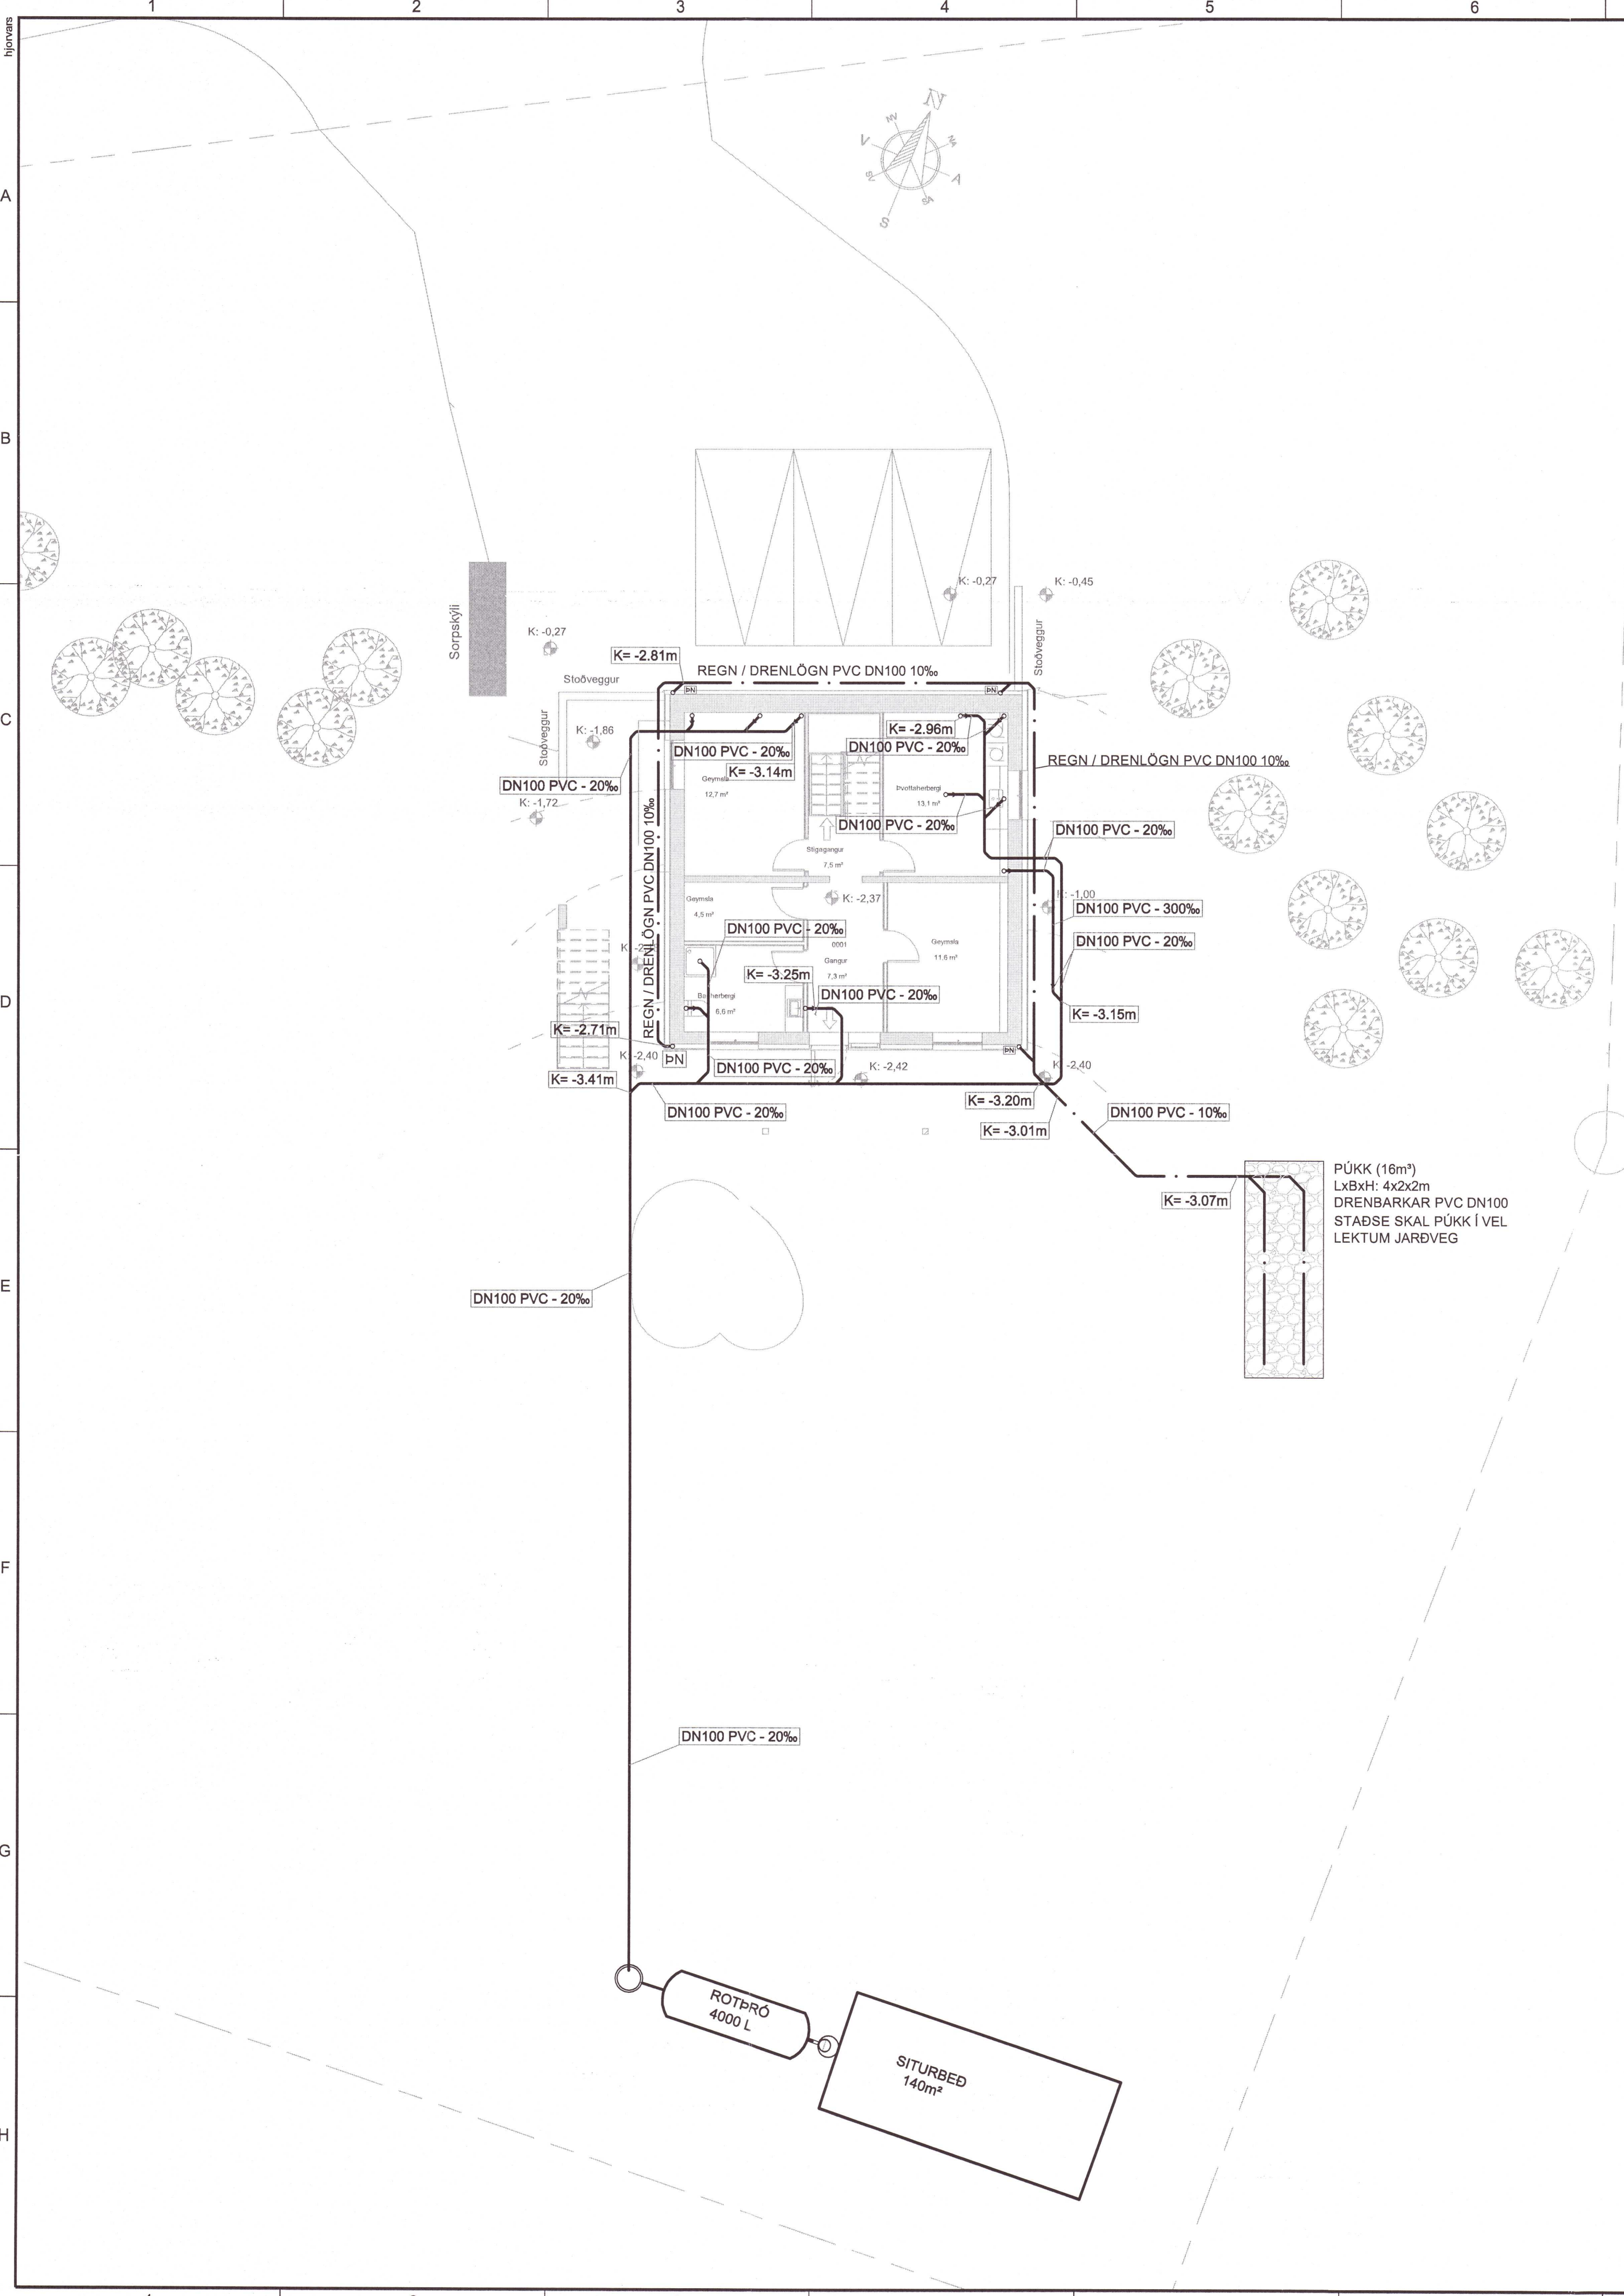 1
2
3
4
5
6
hjorvars
A
B
C
D
E
F
G
H
N
NV
V
A
SV
SA
S
K: -0,27
K: -0,45
Sorpskýli
K: -0,27
Stoðveggur
K= -2.81m
REGN / DRENLÖGN PVC DN100 10‰
Stoðveggur
ÞN
ÞN
Stoðveggur
K: -1,86
K= -2.96m
DN100 PVC - 20‰
DN100 PVC - 20‰
REGN / DRENLÖGN PVC DN100 10‰
K= -3.14m
Geymsla
12,7 m²
DN100 PVC - 20‰
Þvottaherbergi
13,1 m²
K: -1,72
REGN / DRENLÖGN PVC DN100 10‰
DN100 PVC - 20‰
DN100 PVC - 20‰
Stigagangur
7,5 m²
K: -2,37
K: -1,00
Geymsla
4,5 m²
DN100 PVC - 300‰
DN100 PVC - 20‰
0001
Geymsla
11,6 m²
DN100 PVC - 20‰
Gangur
7,3 m²
K= -3.25m
DN100 PVC - 20‰
6,6 m²
K= -3.15m
K= -2.71m
ÞN
ÞN
K: -2,40
DN100 PVC - 20‰
K: -2,42
K: -2,40
K= -3.41m
K= -3.20m
DN100 PVC - 20‰
DN100 PVC - 10‰
K= -3.01m
PÚKK (16m³)
LxBxH: 4x2x2m
DRENBARKAR PVC DN100
STAÐSE SKAL PÚKK Í VEL
LEKTUM JARÐVEG
K= -3.07m
DN100 PVC - 20‰
DN100 PVC - 20‰
ROTÞRÓ
4000 L
SITURBEÐ
140m²